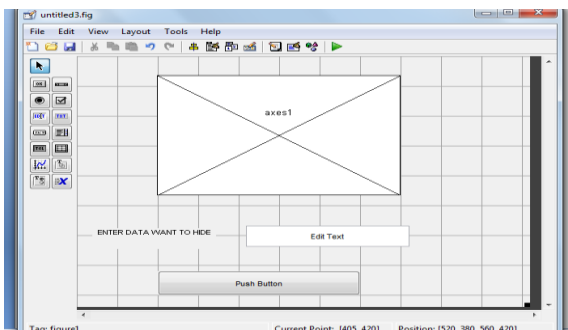 untitled3.fig
File Edit View Layout Tools Help
axes1
ENTER DATA WANT TO HIDE
Edit Text
Push Button
Tag: figure1 Current Point: [405, 420] Position: [520, 380, 560, 420]